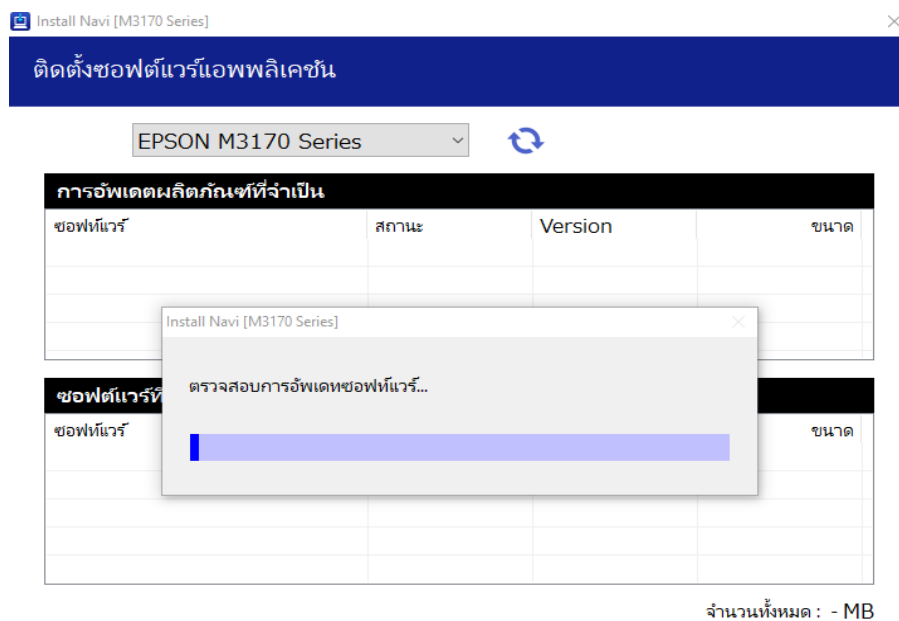 Install Navi [M3170 Series]
ติดตั้งซอฟต์แวร์แอพพลิเคชัน
EPSON M3170 Series
การอัพเดตผลิตภัณฑ์ที่จำเป็น
ซอฟท์แวร์ สถานะ Version ขนาด
Install Navi [M3170 Series]
ตรวจสอบการอัพเดทซอฟท์แวร์...
ซอฟต์แวร์ที่
ซอฟท์แวร์ ขนาด
จำนวนทั้งหมด : - MB